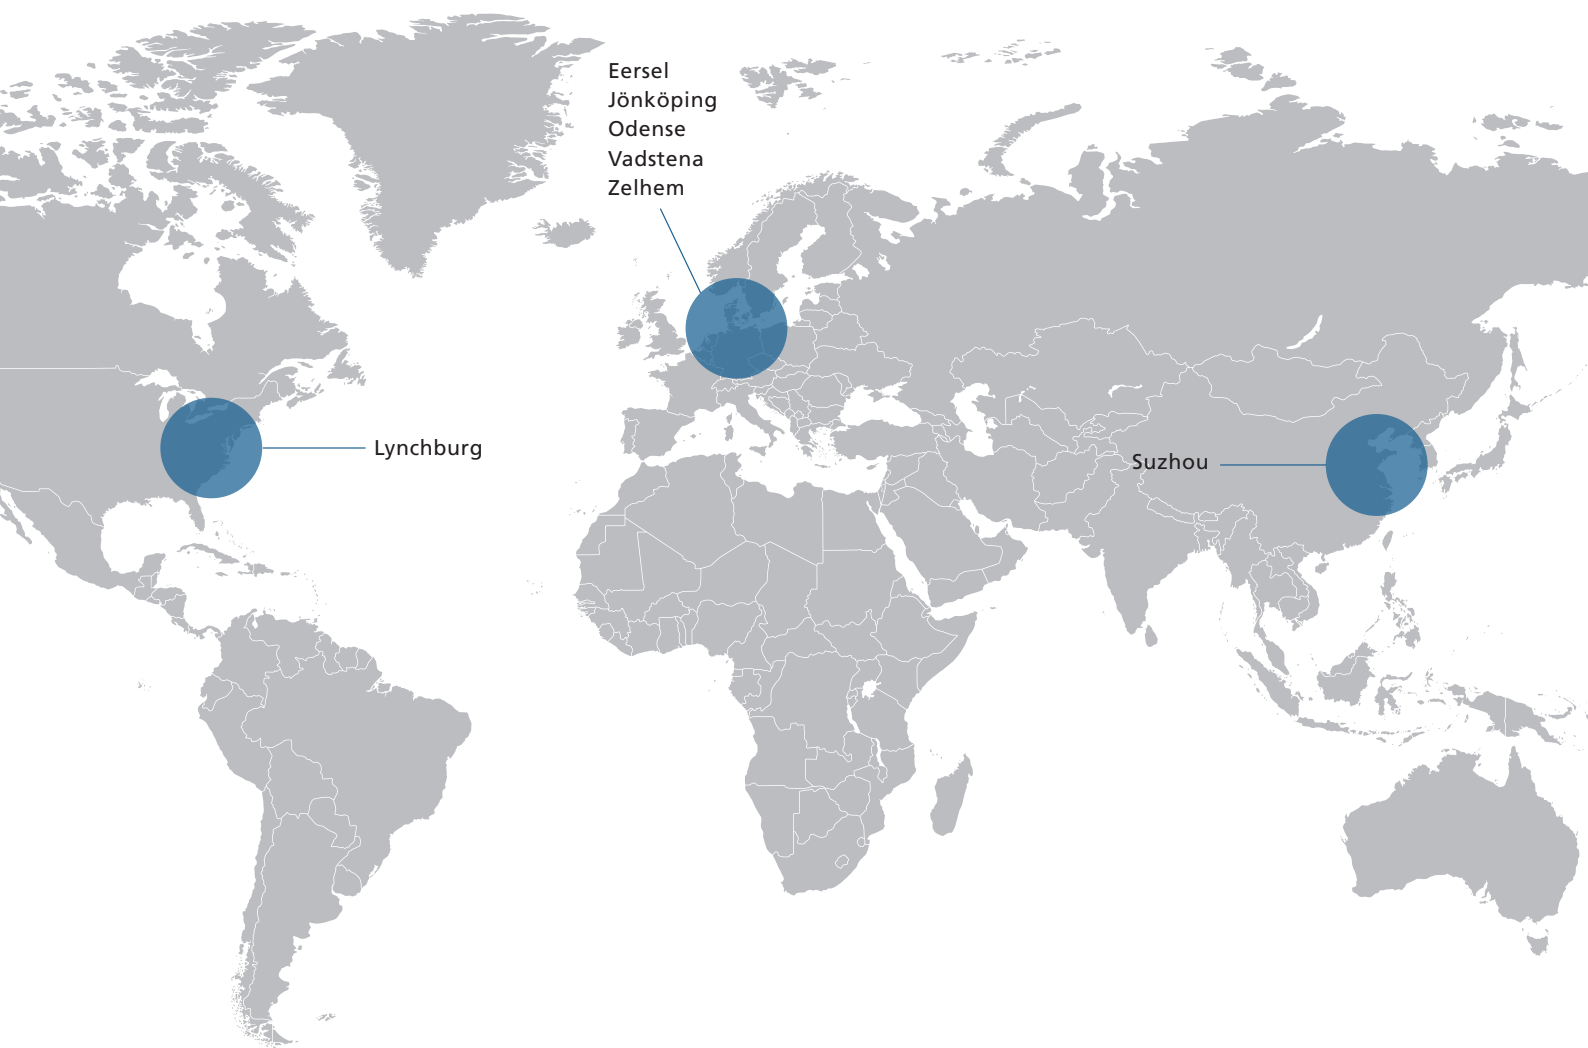 Eersel
Jönköping
Odense
Vadstena
Zelhem
Lynchburg
Suzhou